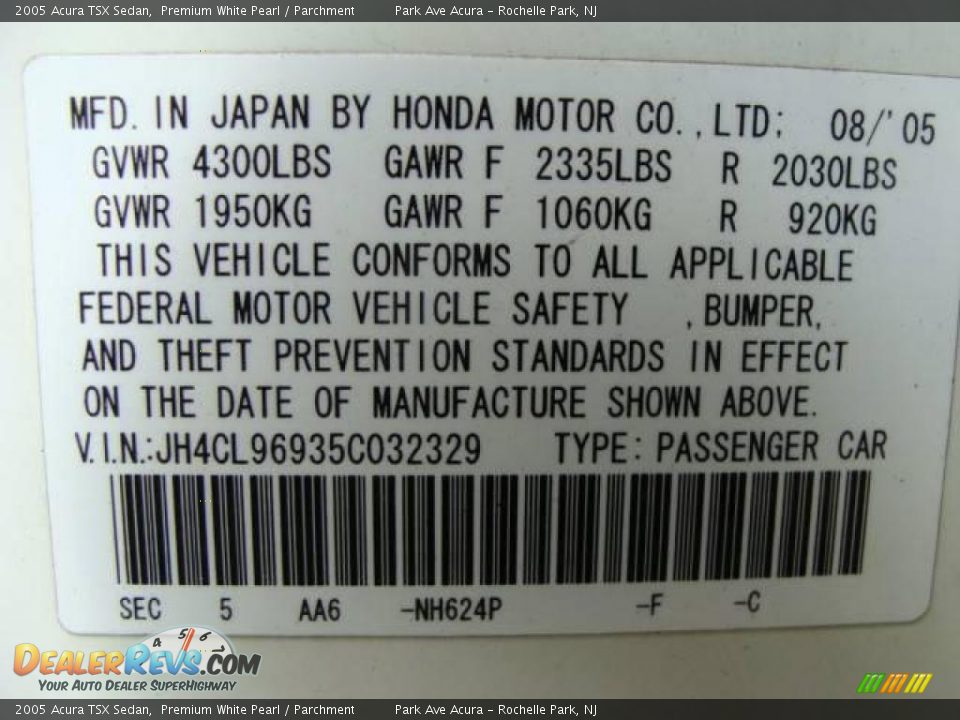 2005 Acura TSX Sedan, Premium White Pearl / Parchment Park Ave Acura - Rochelle Park, NJ
MFD. IN JAPAN BY HONDA MOTOR CO.,LTD; 08/'05
GVWR 4300LBS GAWR F 2335LBS R 2030LBS
GVWR 1950KG GAWR F 1060KG R 920KG
THIS VEHICLE CONFORMS TO ALL APPLICABLE
FEDERAL MOTOR VEHICLE SAFETY ,BUMPER,
AND THEFT PREVENTION STANDARDS IN EFFECT
ON THE DATE OF MANUFACTURE SHOWN ABOVE.
V.I.N.:JH4CL96935C032329 TYPE: PASSENGER CAR
SEC 5 AA6 -NH624P -F -C
4 5 6
DEALERREVS.COM
YOUR AUTO DEALER SUPERHIGHWAY
2005 Acura TSX Sedan, Premium White Pearl / Parchment Park Ave Acura - Rochelle Park, NJ